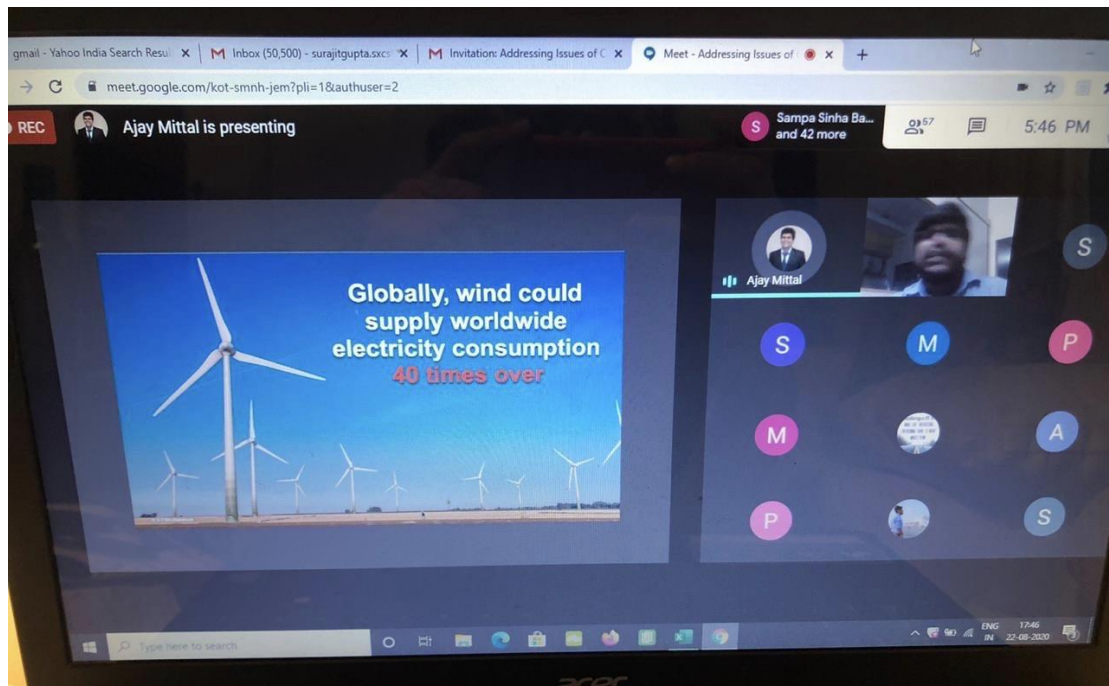 gmail - Yahoo India Search Resul
Inbox (50,500) - surajitgupta.sxcs
Invitation: Addressing Issues of C
Meet - Addressing Issues of
meet.google.com/kot-smnh-jem?pli=1&authuser=2
REC
Ajay Mittal is presenting
S
Sampa Sinha Ba...
and 42 more
57
5:46 PM
Globally, wind could
supply worldwide
electricity consumption
40 times over
Ajay Mittal
S
S
M
P
M
A
P
S
Type here to search
ENG
IN
17:46
22-08-2020
acer